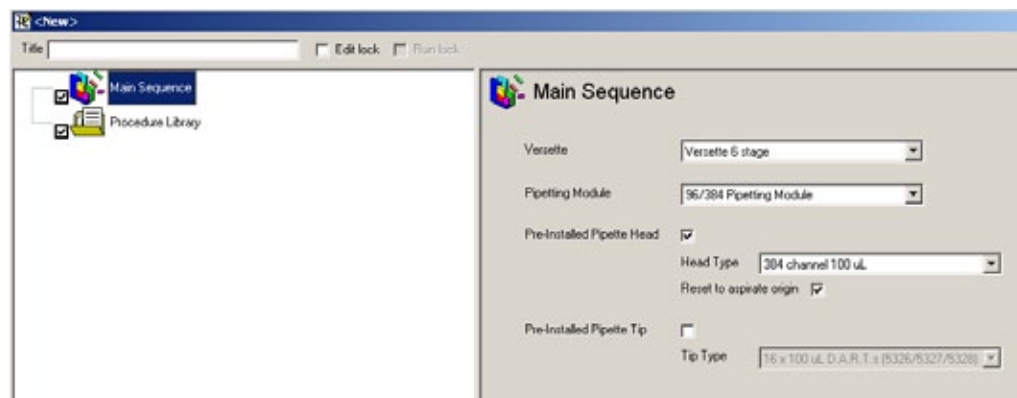 <New>
Title Edit lock Run lock
Main Sequence
Procedure Library
Main Sequence
Versette Versette 6 stage
Pipetting Module 96/384 Pipetting Module
Pre-Installed Pipette Head
Head Type 384 channel 100 uL
Reset to aspirate origin
Pre-Installed Pipette Tip
Tip Type 16 x 100 uL D.A.R.T.s (5326/5327/5328)